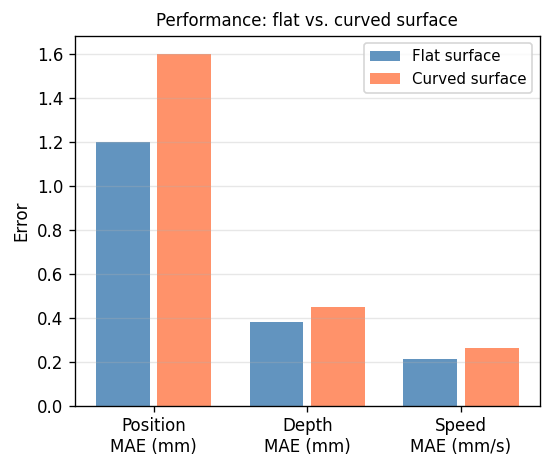 Performance: flat vs. curved surface
Flat surface
Curved surface
Error
1.6
1.4
1.2
1.0
0.8
0.6
0.4
0.2
0.0
Position
MAE (mm)
Depth
MAE (mm)
Speed
MAE (mm/s)